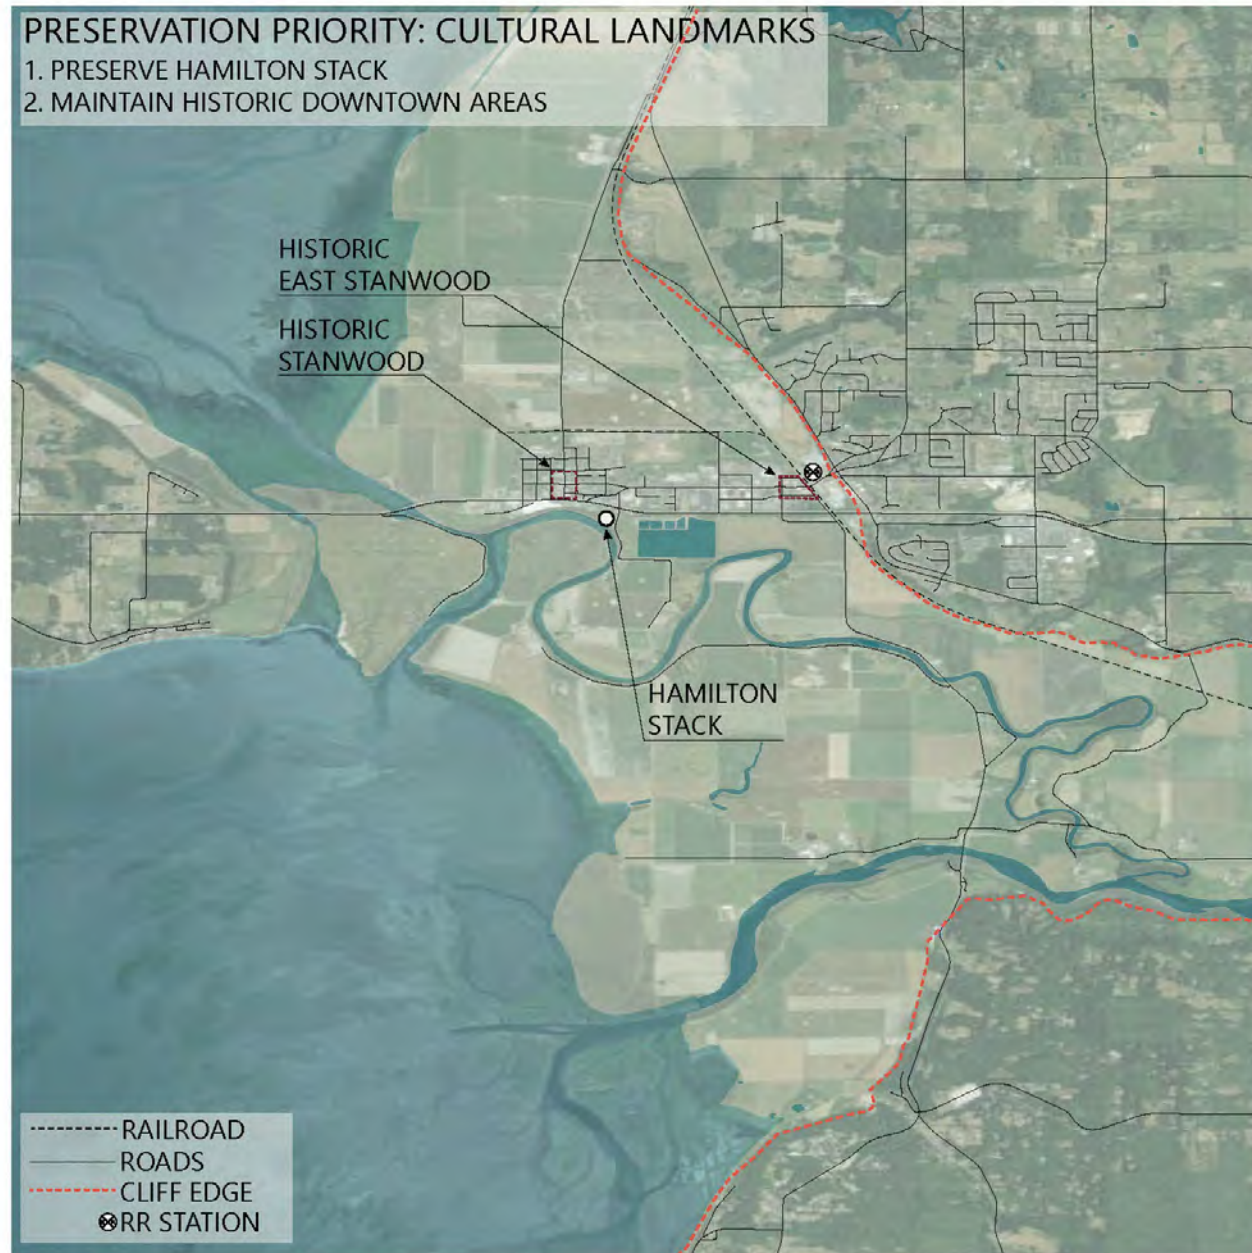 PRESERVATION PRIORITY: CULTURAL LANDMARKS
1. PRESERVE HAMILTON STACK
2. MAINTAIN HISTORIC DOWNTOWN AREAS
HISTORIC
EAST STANWOOD
HISTORIC
STANWOOD
HAMILTON
STACK
RAILROAD
ROADS
CLIFF EDGE
RR STATION